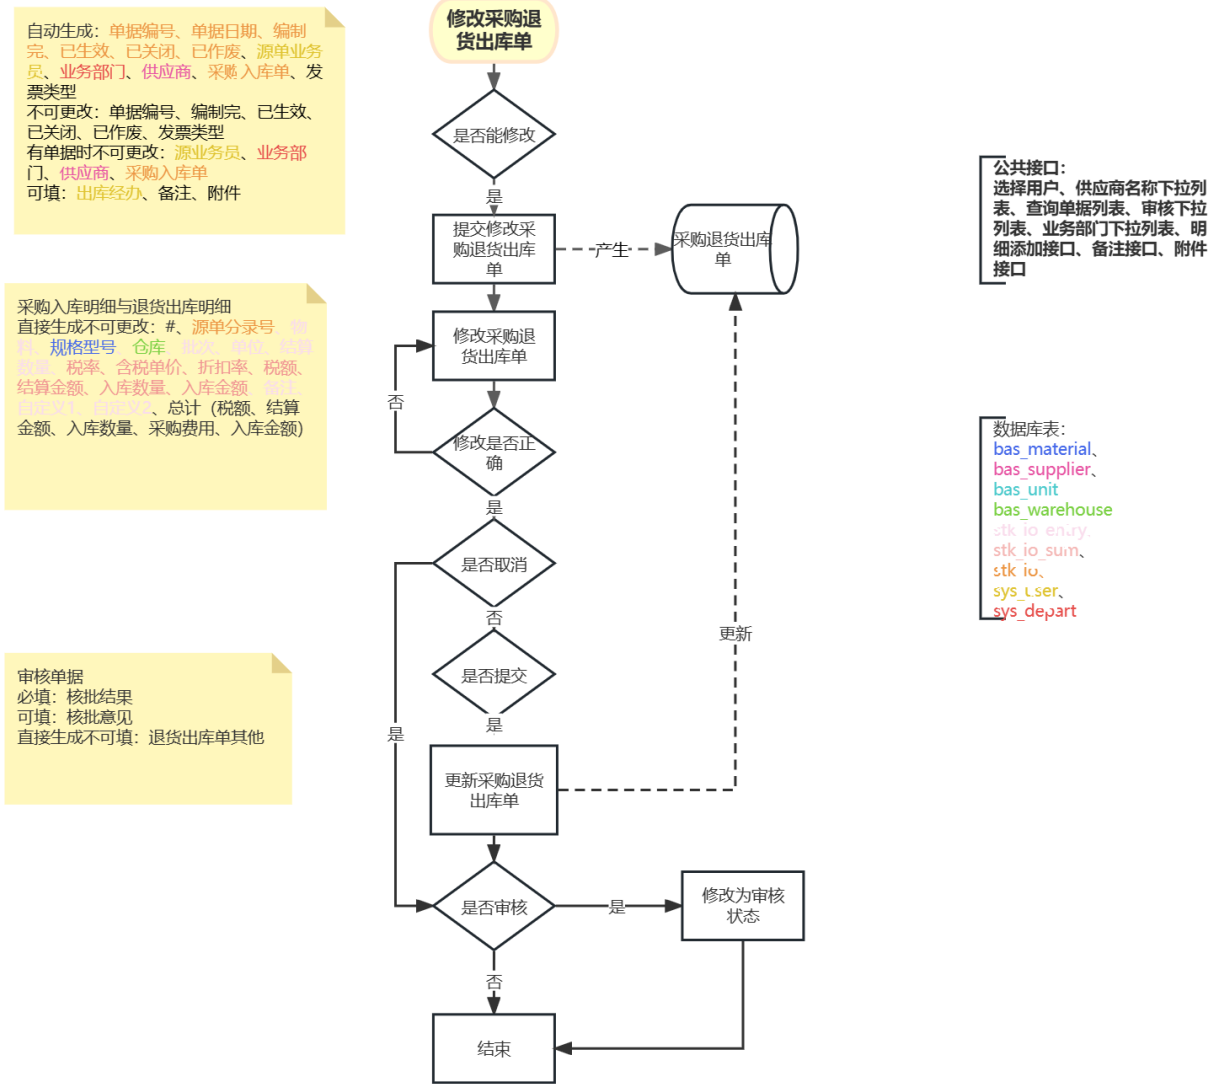 自动生成：单据编号、单据日期、编制
完、已生效、已关闭、已作废、源单业务
员、业务部门、供应商、采购入库单、发
票类型
不可更改：单据编号、编制完、已生效、
已关闭、已作废、发票类型
有单据时不可更改：源业务员、业务部
门、供应商、采购入库单
可填：出库经办、备注、附件
采购入库明细与退货出库明细
直接生成不可更改：#、源单分录号、物
料、规格型号、仓库、批次、单位、结算
数量、税率、含税单价、折扣率、税额、
结算金额、入库数量、入库金额、备注、
自定义1、自定义2、总计（税额、结算
金额、入库数量、采购费用、入库金额）
审核单据
必填：核批结果
可填：核批意见
直接生成不可填：退货出库单其他
修改采购退
货出库单
是否能修改
是
提交修改采
购退货出库
单
产生
采购退货出库
单
修改采购退
货出库单
否
修改是否正
确
是
是否取消
否
是否提交
是
是
更新
更新采购退货
出库单
是否审核
是
修改为审核
状态
否
结束
公共接口：
选择用户、供应商名称下拉列
表、查询单据列表、审核下拉
列表、业务部门下拉列表、明
细添加接口、备注接口、附件
接口
数据库表：
bas_material、
bas_supplier、
bas_unit
bas_warehouse
stk_io_entry、
stk_io_sum、
stk_io、
sys_user、
sys_depart